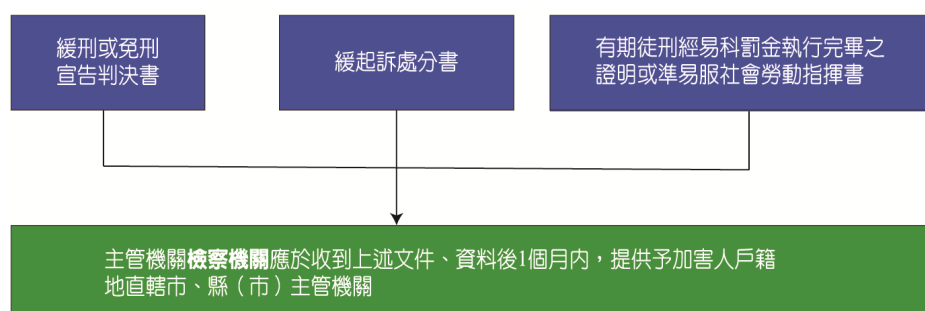 緩刑或免刑
宣告判決書
緩起訴處分書
有期徒刑經易科罰金執行完畢之
證明或準易服社會勞動指揮書
主管機關檢察機關應於收到上述文件、資料後1個月內，提供予加害人戶籍
地直轄市、縣（市）主管機關